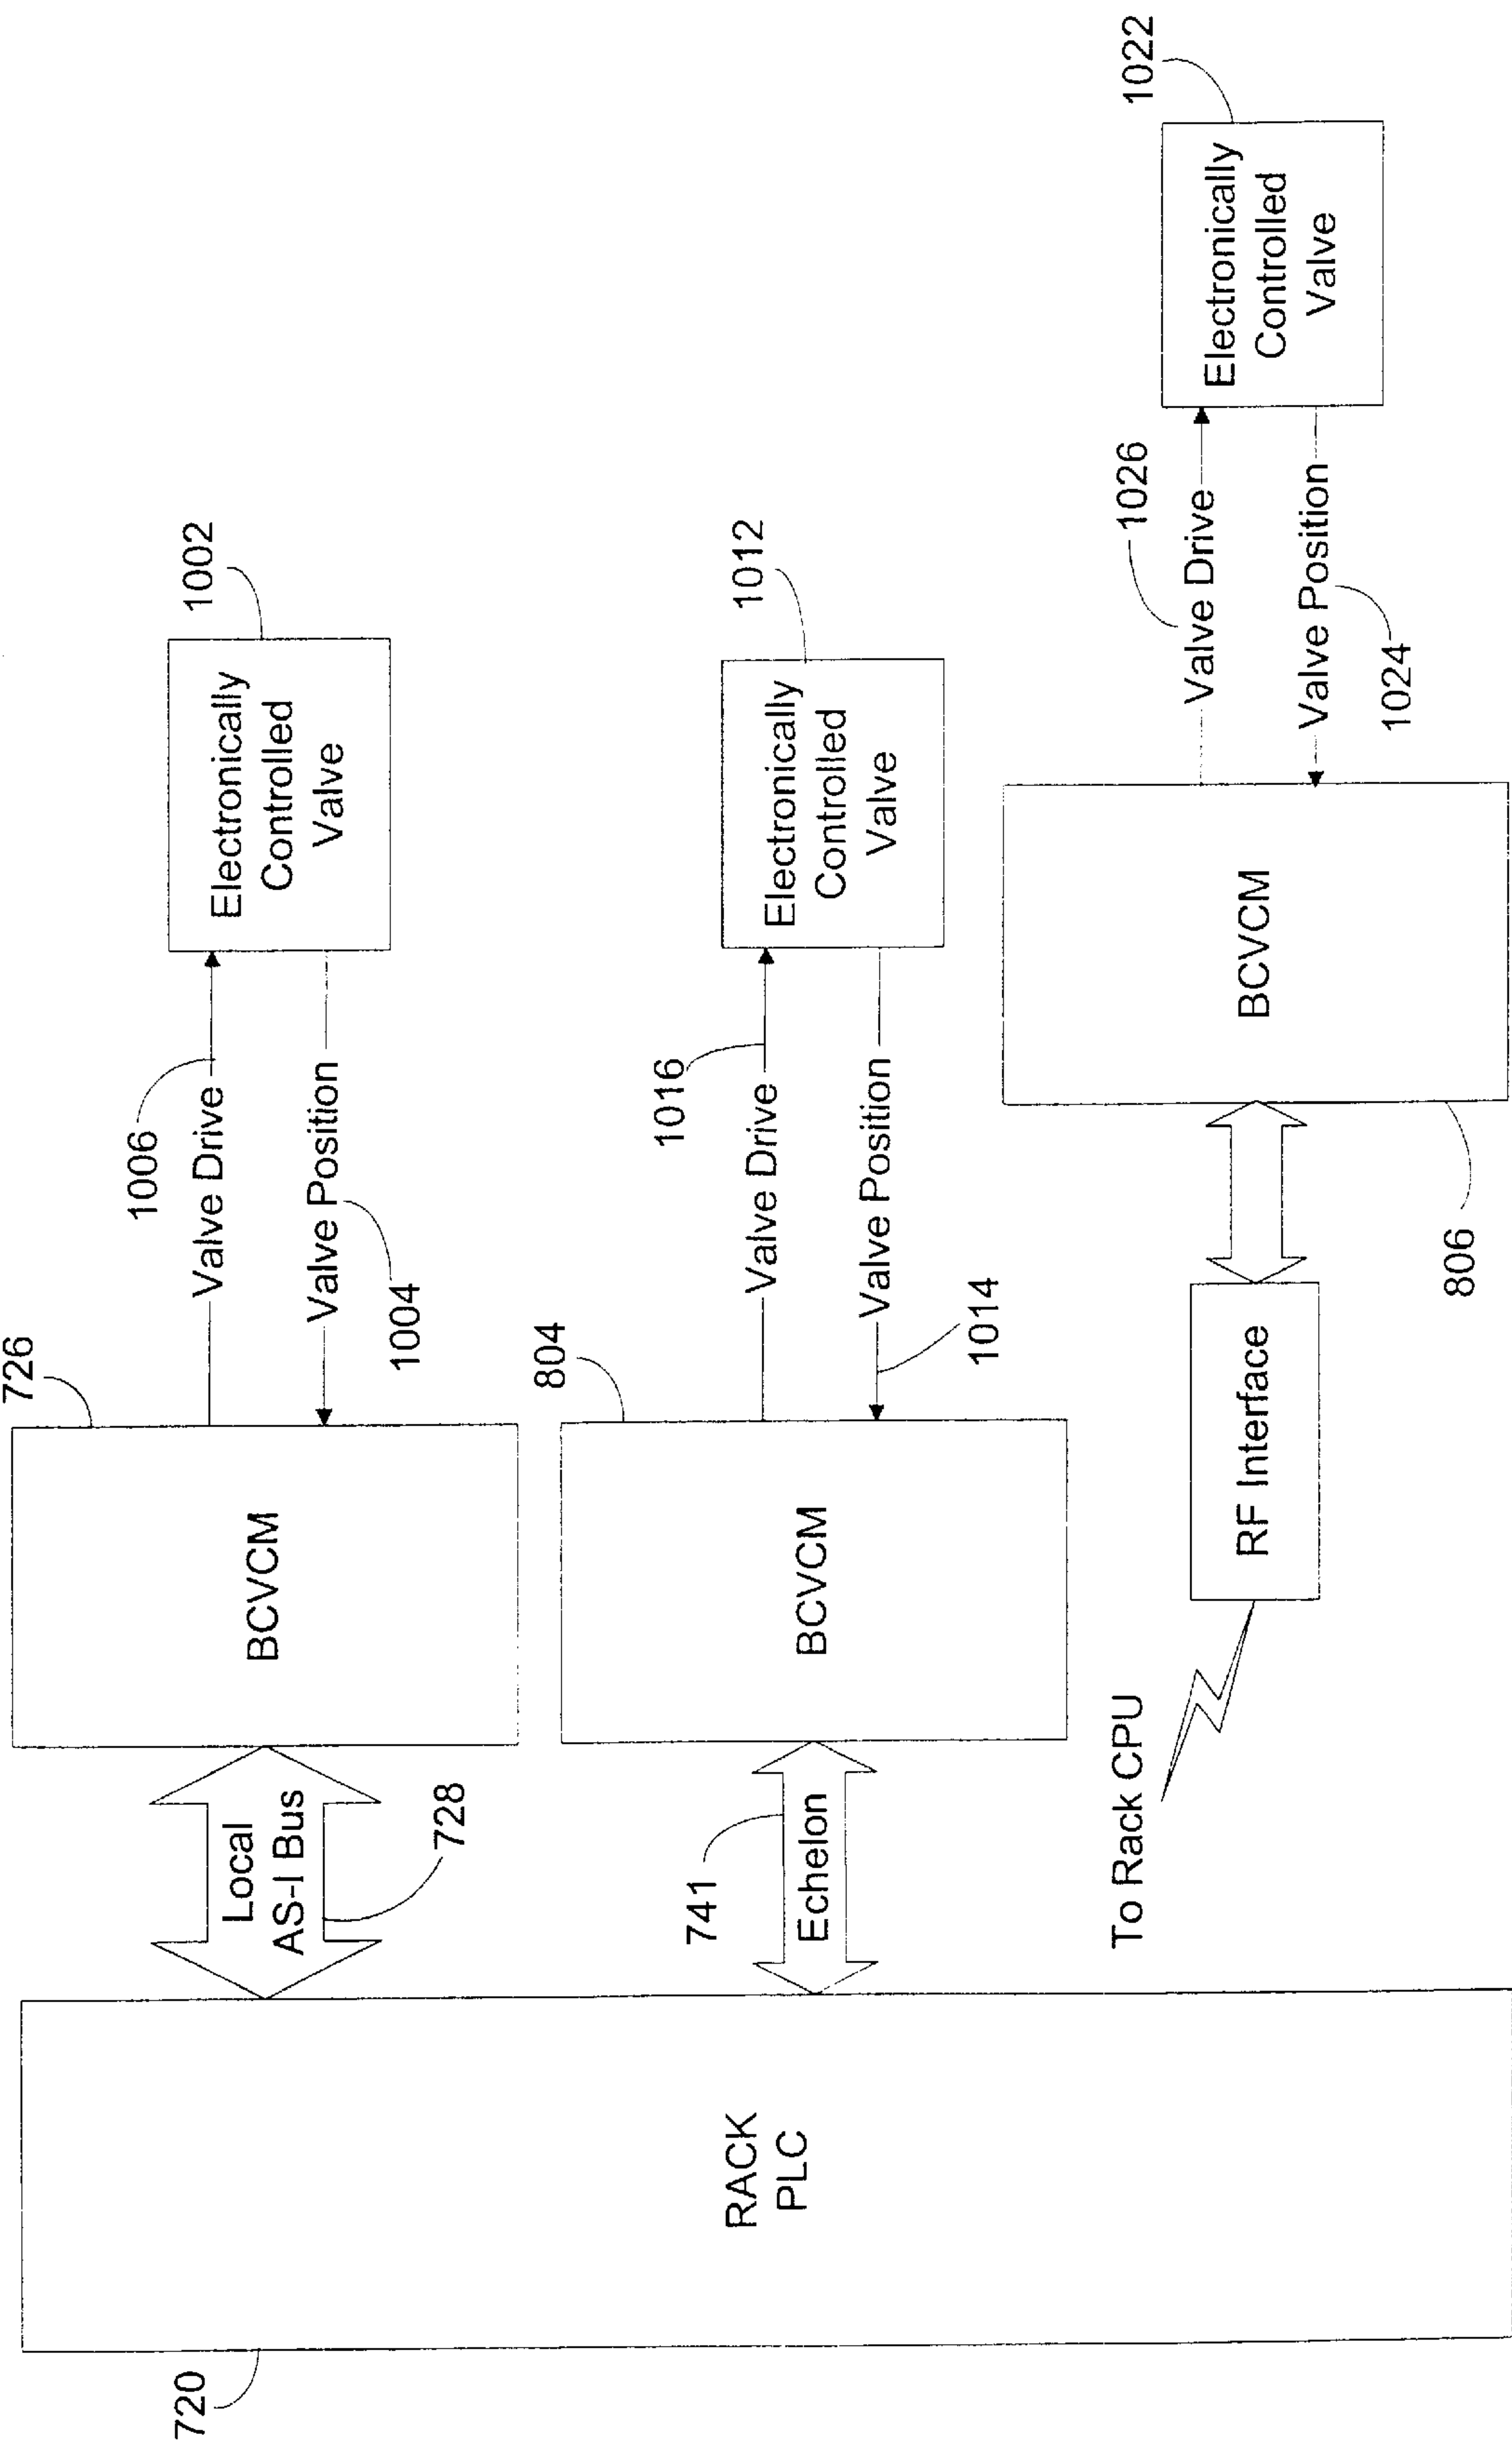 720
RACK
PLC
Local
AS-I Bus
728
726
BCVCM
1006
Valve Drive
Valve Position
1004
1002
Electronically
Controlled
Valve
741
Echelon
804
BCVCM
1016
Valve Drive
Valve Position
1014
1012
Electronically
Controlled
Valve
To Rack CPU
RF Interface
806
BCVCM
1026
Valve Drive
Valve Position
1024
1022
Electronically
Controlled
Valve